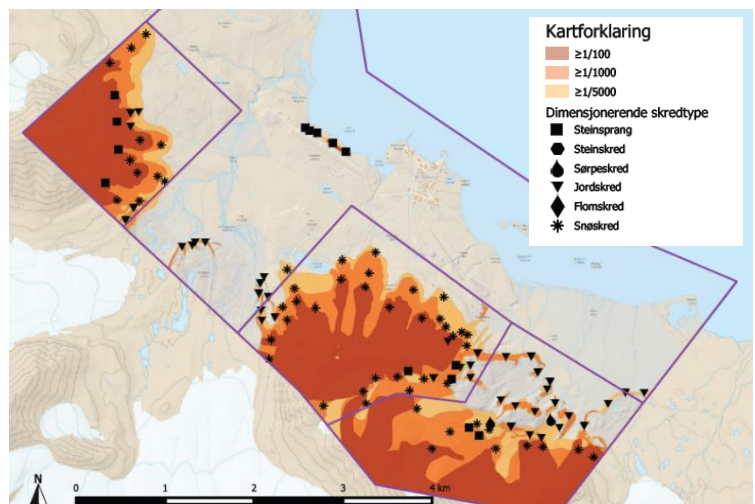 Kartforklaring
≥1/100
≥1/1000
≥1/5000
Dimensjonerende skredtype
Steinsprang
Steinskred
Sørpeskred
Jordskred
Flomskred
Snøskred
N
0 1 2 3 4 km